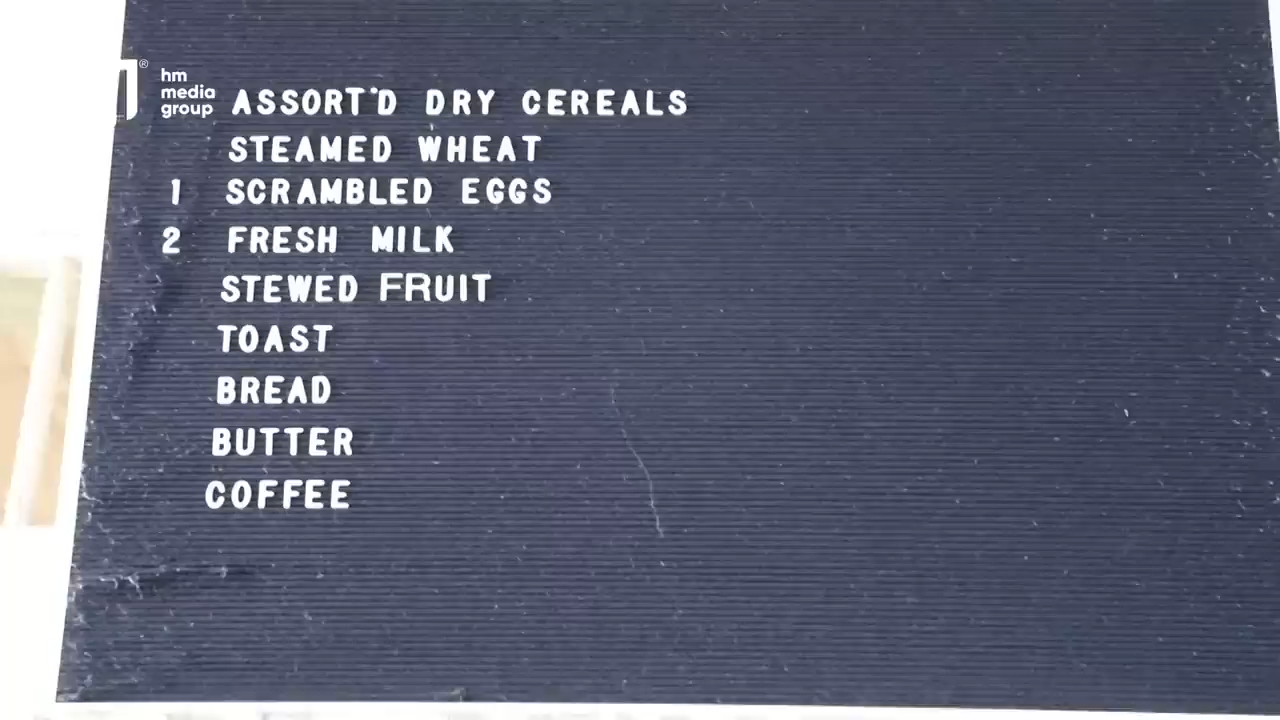 hm
media
group
®
ASSORT'D DRY CEREALS
STEAMED WHEAT
1 SCRAMBLED EGGS
2 FRESH MILK
STEWED FRUIT
TOAST
BREAD
BUTTER
COFFEE